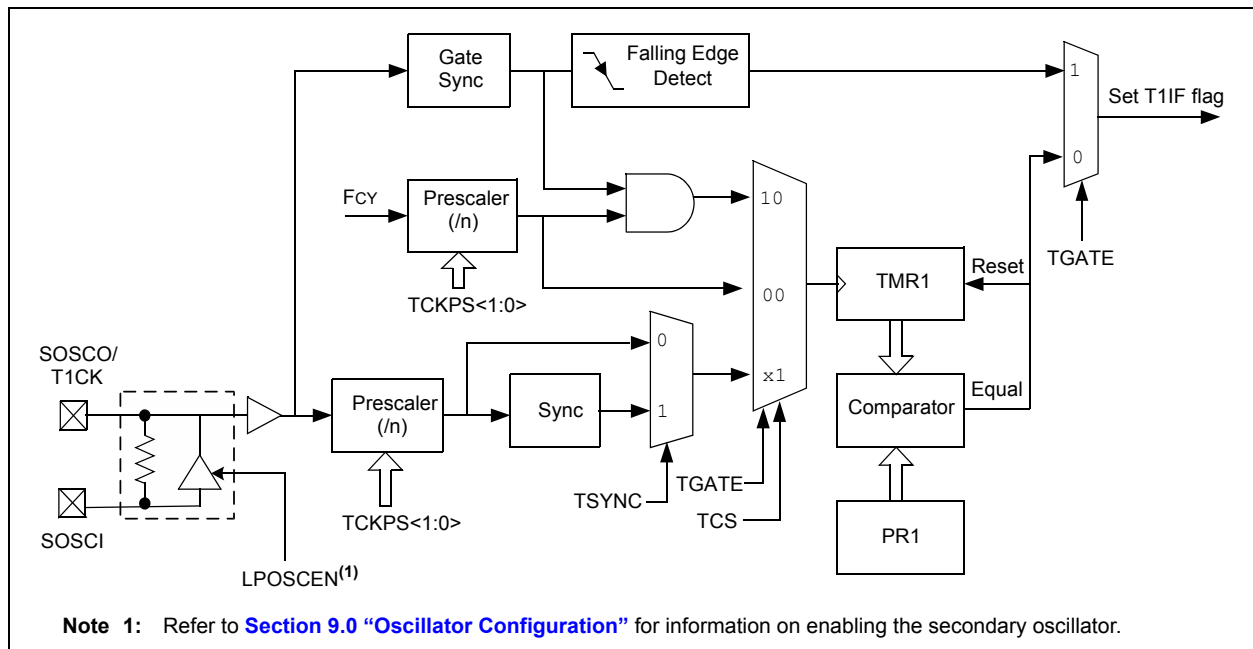 Gate
Sync
Falling Edge
Detect
1
Set T1IF flag
0
TGATE
FCY
Prescaler
(/n)
TCKPS<1:0>
10
00
x1
TMR1
Reset
SOSCO/
T1CK
SOSCI
Prescaler
(/n)
TCKPS<1:0>
Sync
0
1
TSYNC
TGATE
TCS
Comparator
Equal
PR1
LPOSCEN(1)
Note 1: Refer to Section 9.0 “Oscillator Configuration” for information on enabling the secondary oscillator.